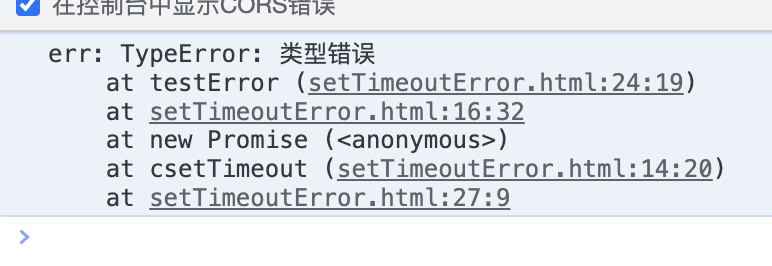 在控制台中显示CORS错误
err: TypeError: 类型错误
at testError (setTimeoutError.html:24:19)
at setTimeoutError.html:16:32
at new Promise (<anonymous>)
at csetTimeout (setTimeoutError.html:14:20)
at setTimeoutError.html:27:9
>